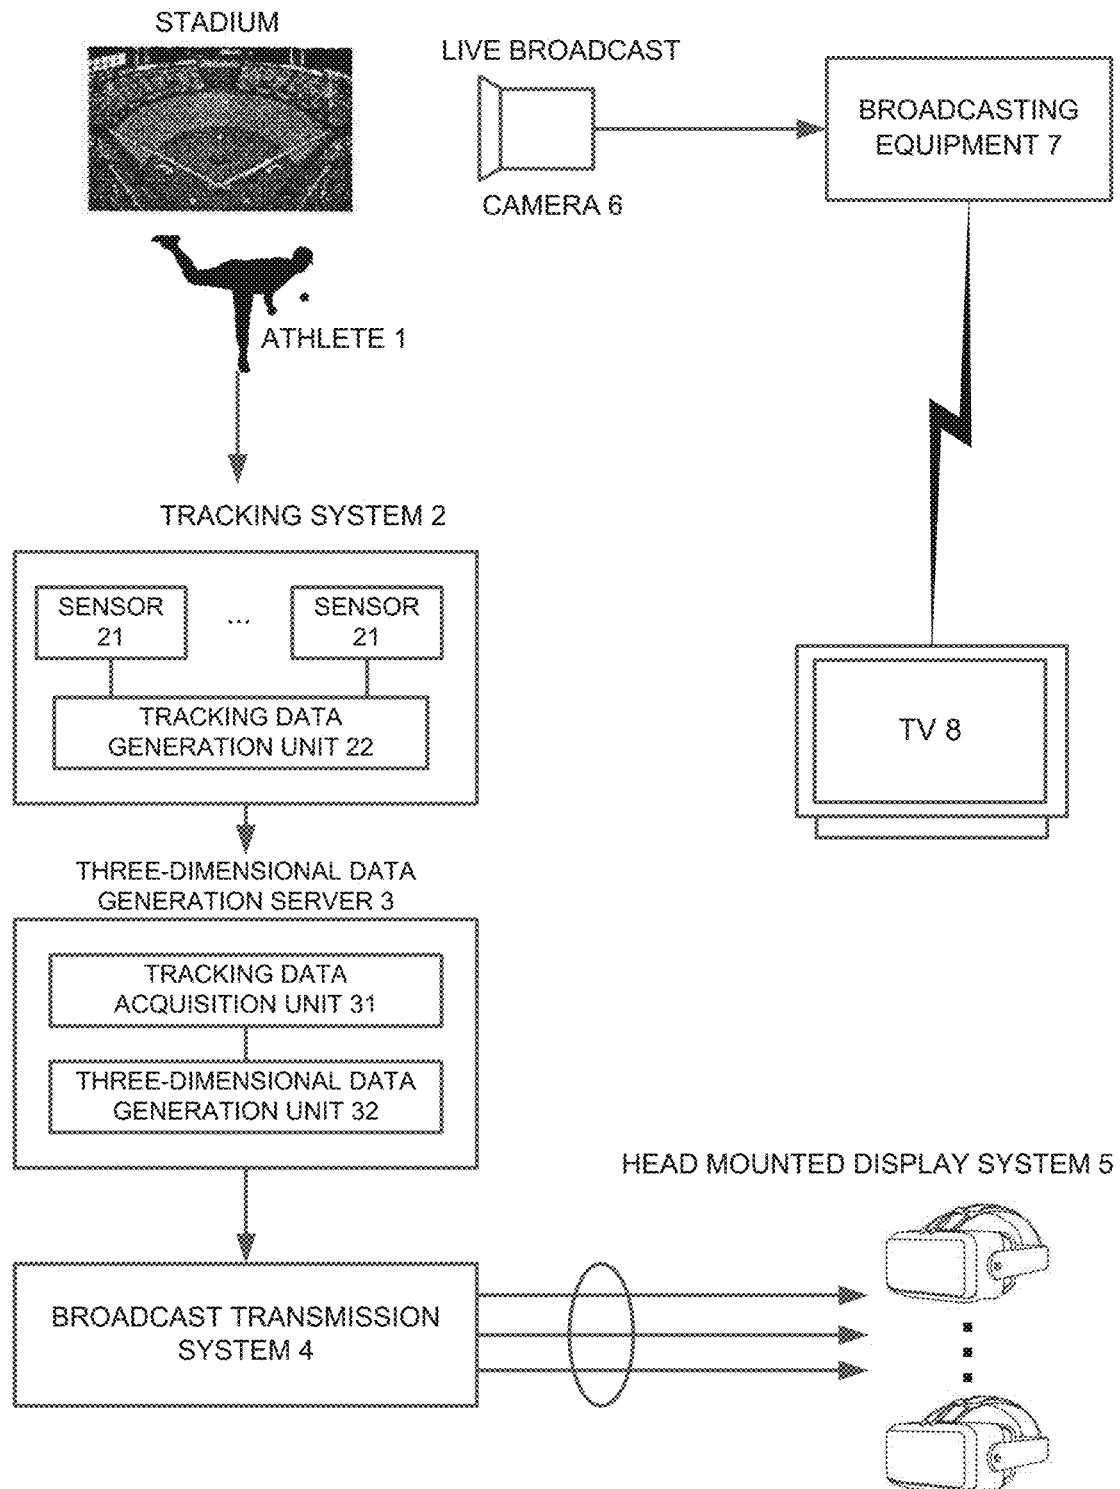 STADIUM
LIVE BROADCAST
CAMERA 6
BROADCASTING
EQUIPMENT 7
ATHLETE 1
TRACKING SYSTEM 2
SENSOR
21
...
SENSOR
21
TRACKING DATA
GENERATION UNIT 22
TV 8
THREE-DIMENSIONAL DATA
GENERATION SERVER 3
TRACKING DATA
ACQUISITION UNIT 31
THREE-DIMENSIONAL DATA
GENERATION UNIT 32
HEAD MOUNTED DISPLAY SYSTEM 5
BROADCAST TRANSMISSION
SYSTEM 4